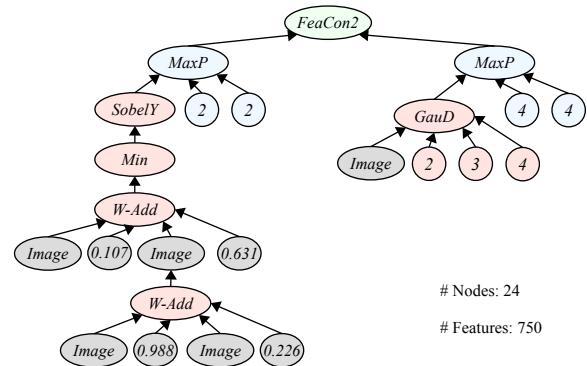 FeaCon2
MaxP MaxP
SobelY 2 2 GauD 4 4
Min Image 2 3 4
W-Add
Image 0.107 Image 0.631
W-Add
# Nodes: 24
# Features: 750
Image 0.988 Image 0.226